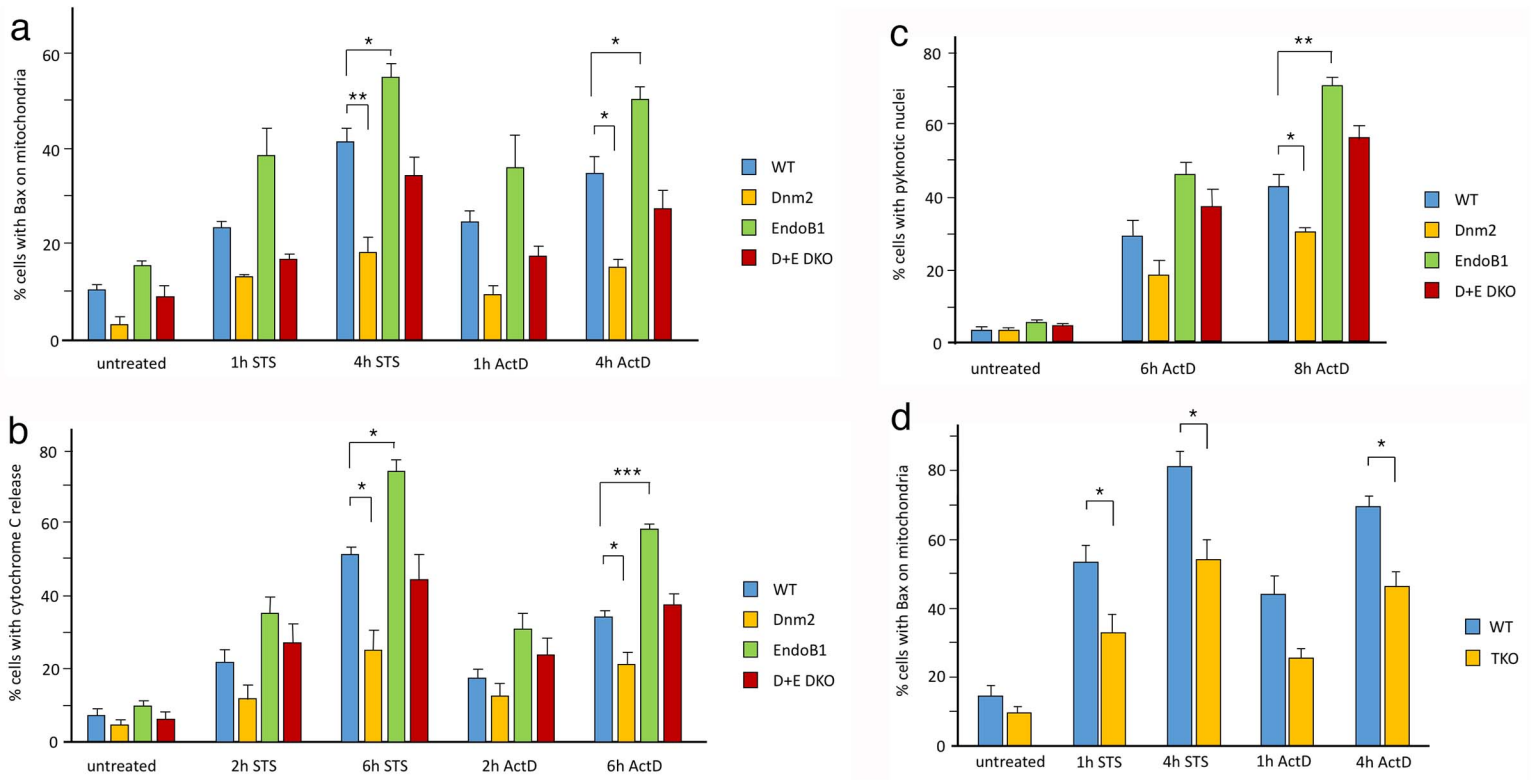 a
% cells with Bax on mitochondria
60
40
20
0
*
**
*
*
untreated
1h STS
4h STS
1h ActD
4h ActD
WT
Dnm2
EndoB1
D+E DKO
b
% cells with cytochrome C release
80
60
40
20
0
*
*
***
*
untreated
2h STS
6h STS
2h ActD
6h ActD
WT
Dnm2
EndoB1
D+E DKO
c
% cells with pyknotic nuclei
80
60
40
20
0
**
*
untreated
6h ActD
8h ActD
WT
Dnm2
EndoB1
D+E DKO
d
% cells with Bax on mitochondria
80
60
40
20
0
*
*
*
untreated
1h STS
4h STS
1h ActD
4h ActD
WT
TKO